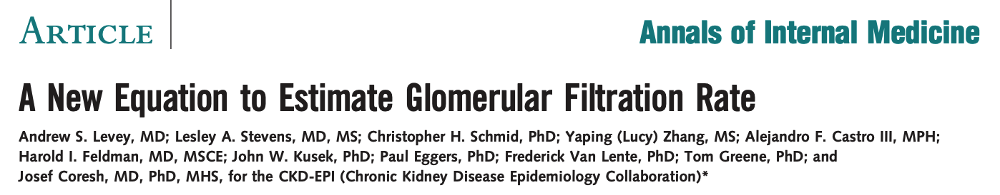 ARTICLE
Annals of Internal Medicine
A New Equation to Estimate Glomerular Filtration Rate
Andrew S. Levey, MD; Lesley A. Stevens, MD, MS; Christopher H. Schmid, PhD; Yaping (Lucy) Zhang, MS; Alejandro F. Castro III, MPH;
Harold I. Feldman, MD, MSCE; John W. Kusek, PhD; Paul Eggers, PhD; Frederick Van Lente, PhD; Tom Greene, PhD; and
Josef Coresh, MD, PhD, MHS, for the CKD-EPI (Chronic Kidney Disease Epidemiology Collaboration)*